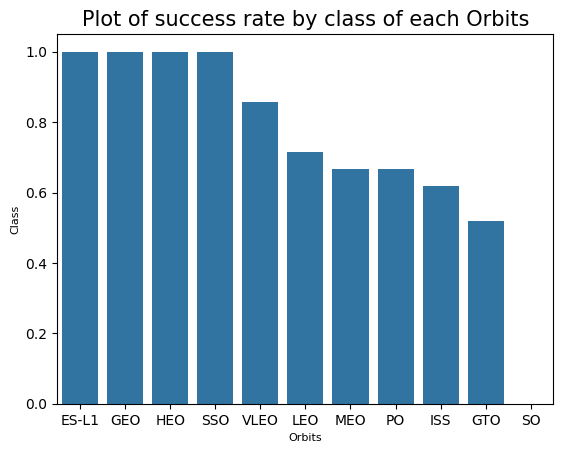 Plot of success rate by class of each Orbits
1.0
0.8
0.6
0.4
0.2
0.0
Class
ES-L1 GEO HEO SSO VLEO LEO MEO PO ISS GTO SO
Orbits